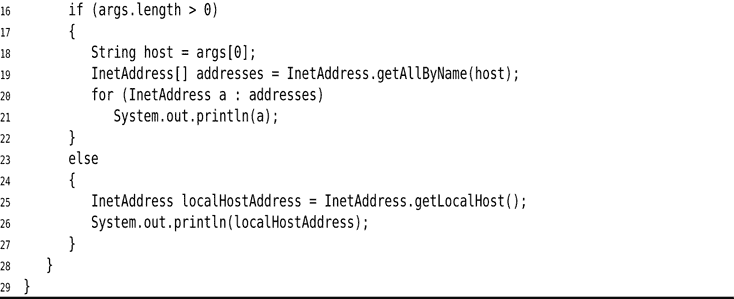 16 if (args.length > 0)
17 {
18 String host = args[0];
19 InetAddress[] addresses = InetAddress.getAllByName(host);
20 for (InetAddress a : addresses)
21 System.out.println(a);
22 }
23 else
24 {
25 InetAddress localHostAddress = InetAddress.getLocalHost();
26 System.out.println(localHostAddress);
27 }
28 }
29 }